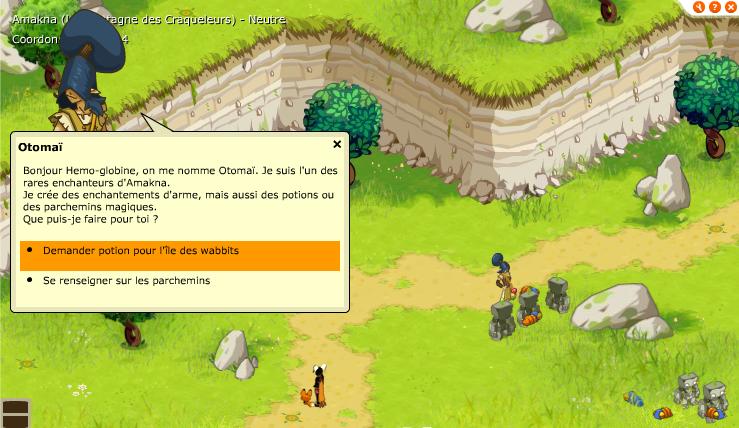 Amakna (                agne des Craqueleurs) - Neutre
Coordon            4
Otomaï
Bonjour Hemo-globine, on me nomme Otomaï. Je suis l'un des
rares enchanteurs d'Amakna.
Je crée des enchantements d'arme, mais aussi des potions ou
des parchemins magiques.
Que puis-je faire pour toi ?
Demander potion pour l'île des wabbits
Se renseigner sur les parchemins